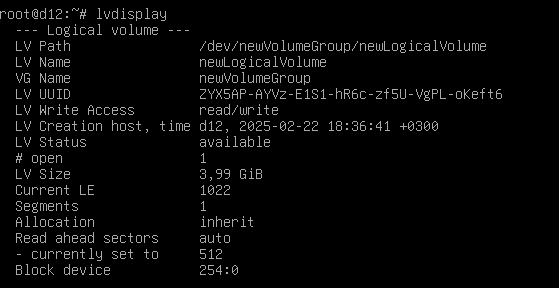 root@d12:~# lvdisplay
--- Logical volume ---
LV Path /dev/newVolumeGroup/newLogicalVolume
LV Name newLogicalVolume
VG Name newVolumeGroup
LV UUID ZYX5AP-AYVz-E1S1-hR6c-zf5U-VgPL-oKeft6
LV Write Access read/write
LV Creation host, time d12, 2025-02-22 18:36:41 +0300
LV Status available
# open 1
LV Size 3,99 GiB
Current LE 1022
Segments 1
Allocation inherit
Read ahead sectors auto
- currently set to 512
Block device 254:0